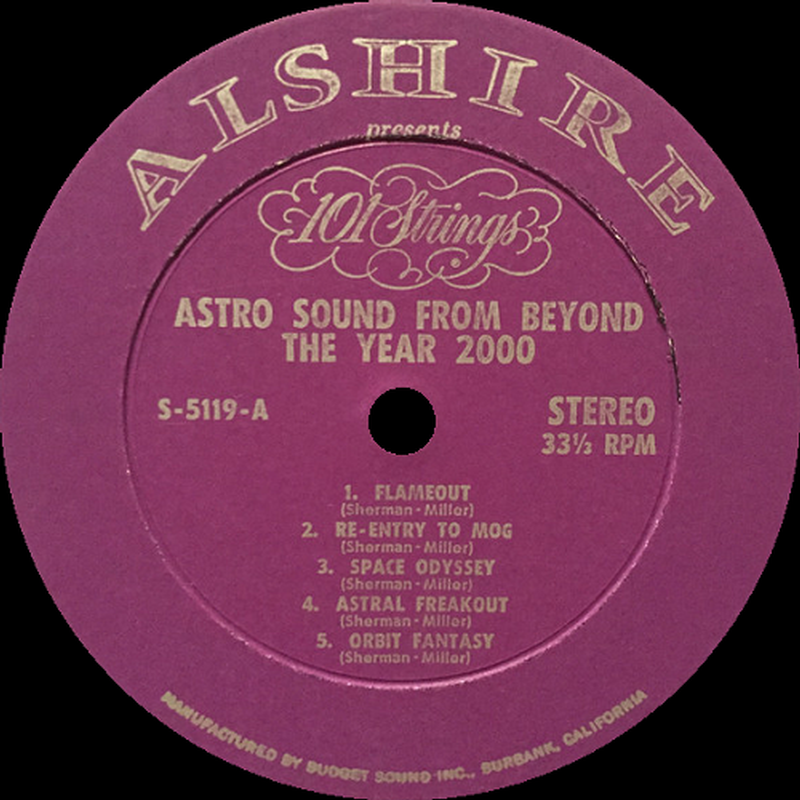 ALSHIRE
presents
101 Strings
ASTRO SOUND FROM BEYOND
THE YEAR 2000
S-5119-A
STEREO
33⅓ RPM
1. FLAMEOUT
(Sherman-Miller)
2. RE-ENTRY TO MOG
(Sherman-Miller)
3. SPACE ODYSSEY
(Sherman-Miller)
4. ASTRAL FREAKOUT
(Sherman-Miller)
5. ORBIT FANTASY
(Sherman-Miller)
MANUFACTURED BY BUDGET SOUND INC., BURBANK, CALIFORNIA